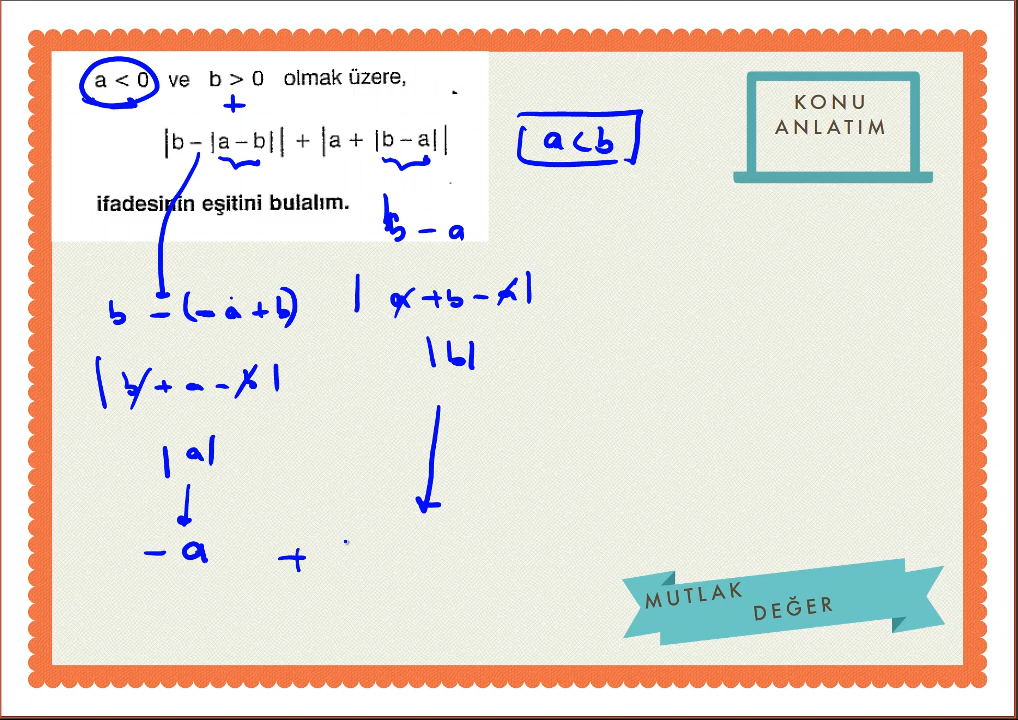 a < 0 ve b > 0 olmak üzere,
+
|b - |a - b|| + |a + |b - a||
a < b
ifadesinin eşitini bulalım.
b - a
b - (- a + b)
| a + b - a |
| b + a - b |
|b|
|a|
- a +
KONU
ANLATIM
MUTLAK
DEĞER